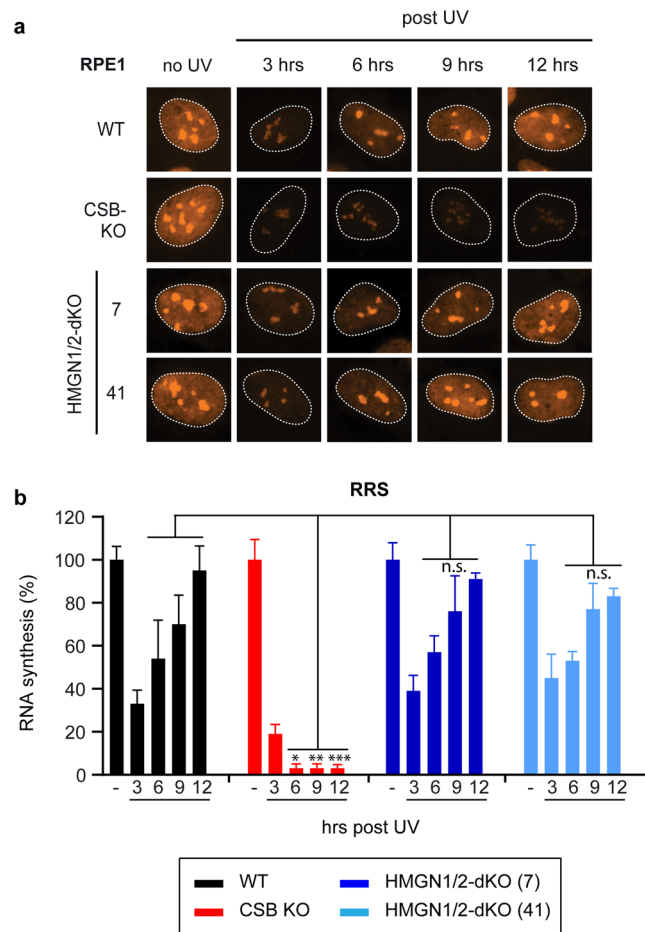 a
post UV
RPE1 no UV 3 hrs 6 hrs 9 hrs 12 hrs
WT
CSB-
KO
HMGN1/2-dKO
7
41
b
RRS
RNA synthesis (%)
120
100
80
60
40
20
0
n.s. n.s.
* ** ***
- 3 6 9 12 - 3 6 9 12 - 3 6 9 12 - 3 6 9 12
hrs post UV
WT HMGN1/2-dKO (7)
CSB KO HMGN1/2-dKO (41)